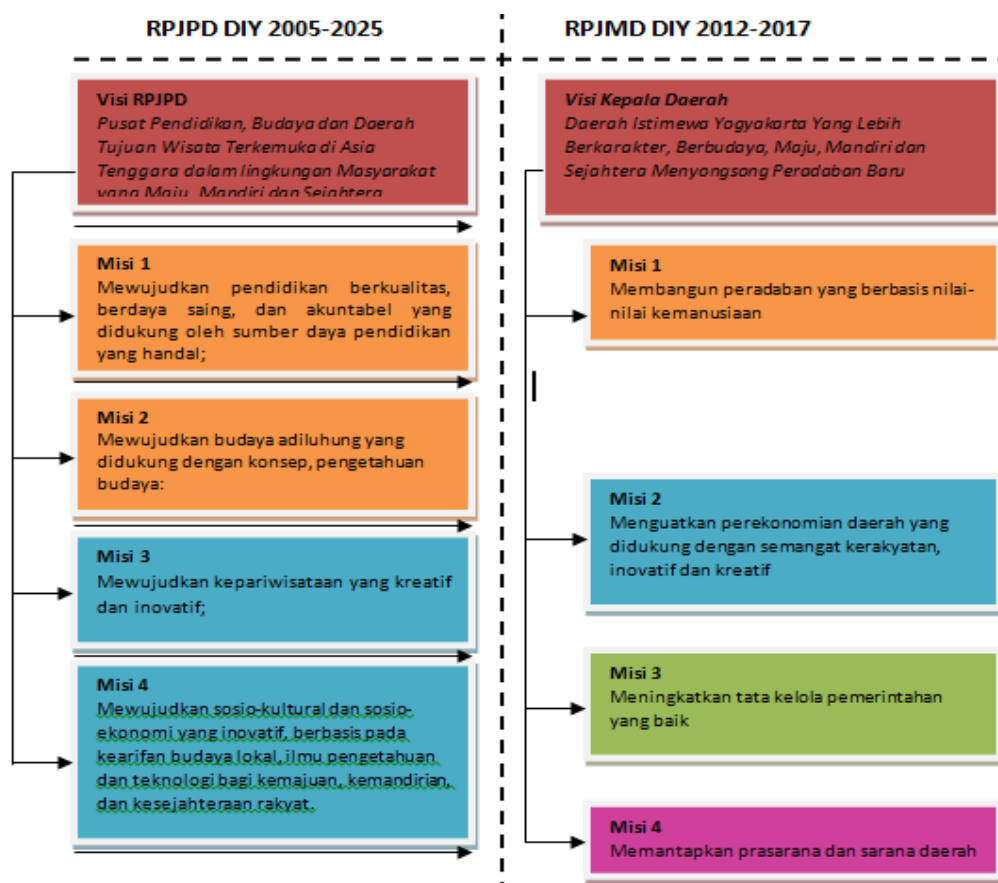 RPJPD DIY 2005-2025
Visi RPJPD
Pusat Pendidikan, Budaya dan Daerah
Tujuan Wisata Terkemuka di Asia
Tenggara dalam lingkungan Masyarakat
yang Maju, Mandiri dan Sejahtera
Misi 1
Mewujudkan pendidikan berkualitas,
berdaya saing, dan akuntabel yang
didukung oleh sumber daya pendidikan
yang handal;
Misi 2
Mewujudkan budaya adiluhung yang
didukung dengan konsep, pengetahuan
budaya:
Misi 3
Mewujudkan kepariwisataan yang kreatif
dan inovatif;
Misi 4
Mewujudkan sosio-kultural dan sosio-
ekonomi yang inovatif, berbasis pada
kearifan budaya lokal, ilmu pengetahuan
dan teknologi bagi kemajuan, kemandirian,
dan kesejahteraan rakyat.
RPJMD DIY 2012-2017
Visi Kepala Daerah
Daerah Istimewa Yogyakarta Yang Lebih
Berkarakter, Berbudaya, Maju, Mandiri dan
Sejahtera Menyongsong Peradaban Baru
Misi 1
Membangun peradaban yang berbasis nilai-
nilai kemanusiaan
Misi 2
Menguatkan perekonomian daerah yang
didukung dengan semangat kerakyatan,
inovatif dan kreatif
Misi 3
Meningkatkan tata kelola pemerintahan
yang baik
Misi 4
Memantapkan prasarana dan sarana daerah